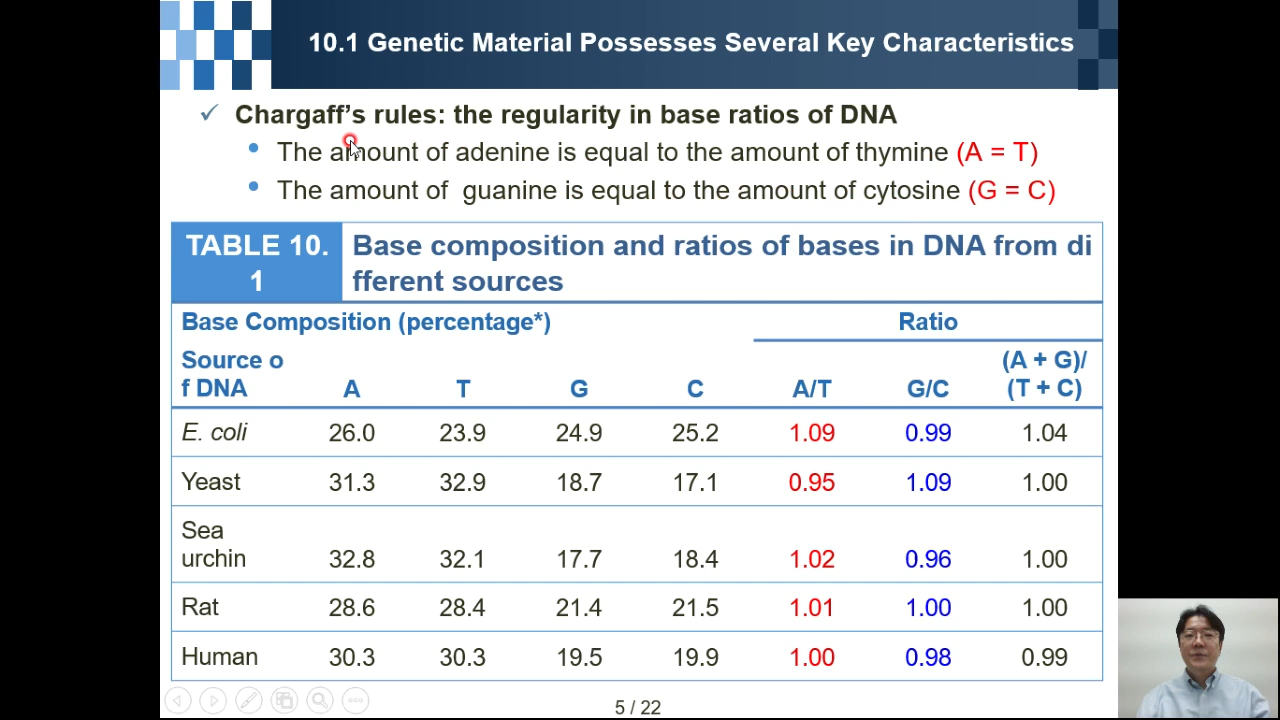 10.1 Genetic Material Possesses Several Key Characteristics
Chargaff's rules: the regularity in base ratios of DNA
The amount of adenine is equal to the amount of thymine (A = T)
The amount of guanine is equal to the amount of cytosine (G = C)
TABLE 10.
1
Base composition and ratios of bases in DNA from di
fferent sources
Base Composition (percentage*) Ratio
Source o
f DNA A T G C A/T G/C (A + G)/
(T + C)
E. coli 26.0 23.9 24.9 25.2 1.09 0.99 1.04
Yeast 31.3 32.9 18.7 17.1 0.95 1.09 1.00
Sea
urchin 32.8 32.1 17.7 18.4 1.02 0.96 1.00
Rat 28.6 28.4 21.4 21.5 1.01 1.00 1.00
Human 30.3 30.3 19.5 19.9 1.00 0.98 0.99
5 / 22